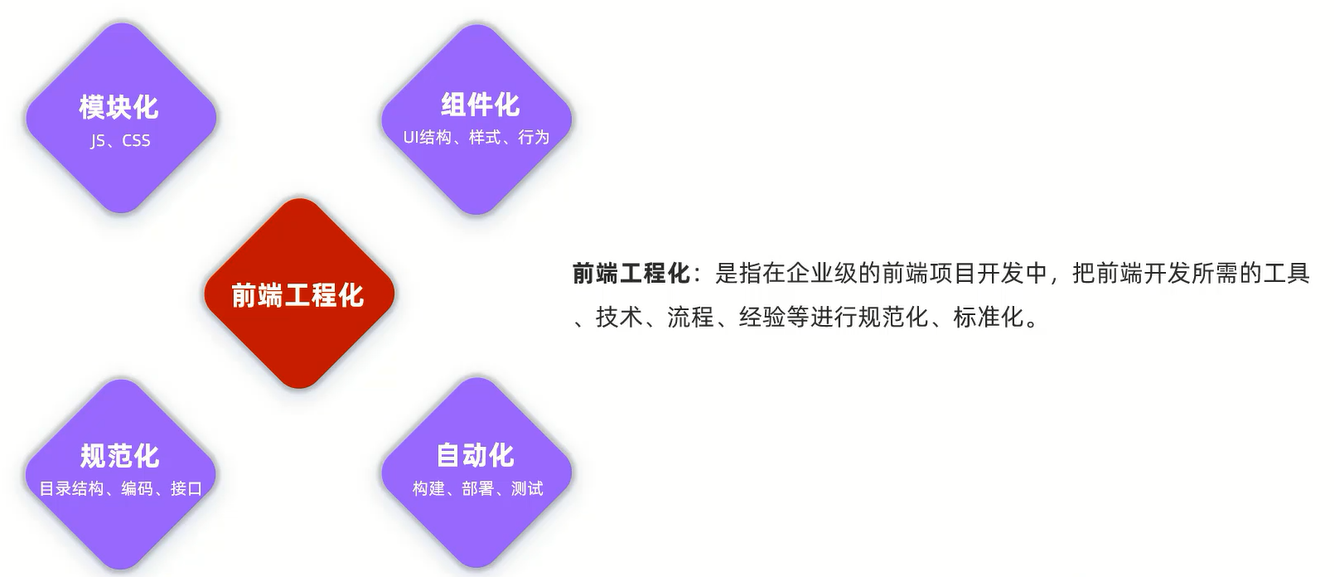 模块化
JS、CSS
组件化
UI结构、样式、行为
前端工程化
前端工程化：是指在企业级的前端项目开发中，把前端开发所需的工具
、技术、流程、经验等进行规范化、标准化。
规范化
目录结构、编码、接口
自动化
构建、部署、测试